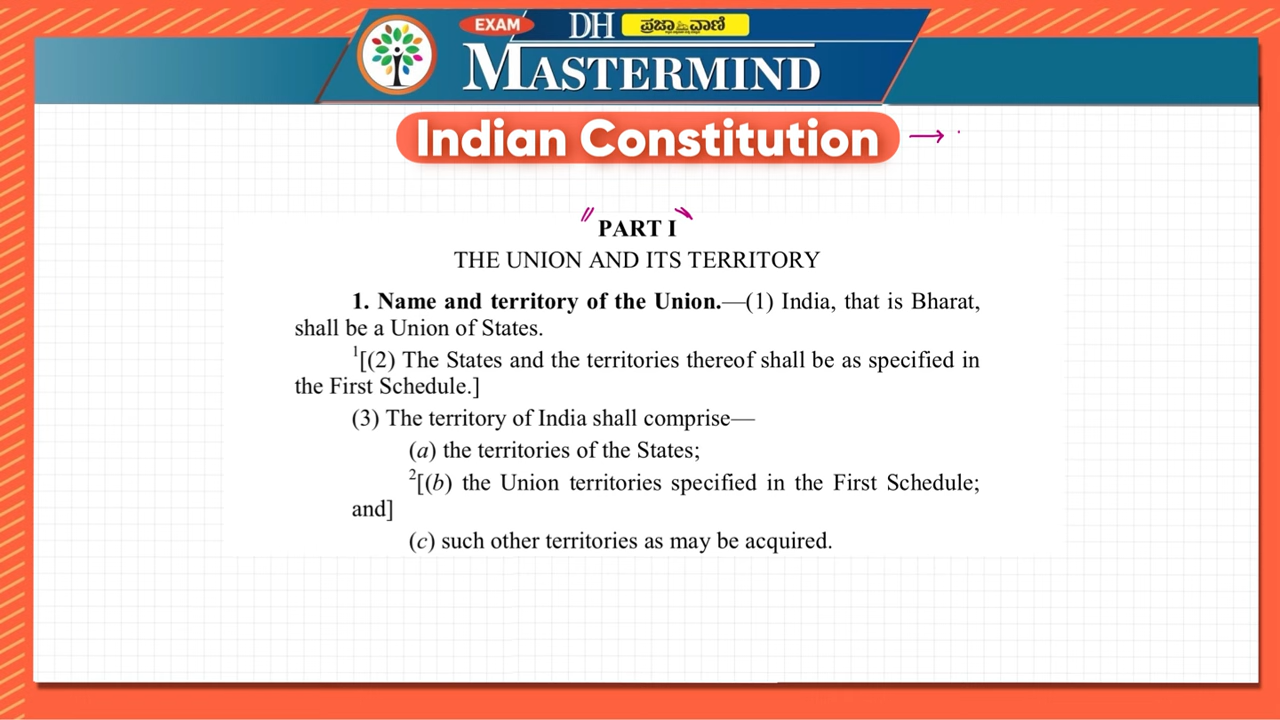 EXAM
DH ಪ್ರಜಾವಾಣಿ
MASTERMIND
Indian Constitution →
"PART I"
THE UNION AND ITS TERRITORY
1. Name and territory of the Union.—(1) India, that is Bharat,
shall be a Union of States.
¹[(2) The States and the territories thereof shall be as specified in
the First Schedule.]
(3) The territory of India shall comprise—
(a) the territories of the States;
²[(b) the Union territories specified in the First Schedule;
and]
(c) such other territories as may be acquired.